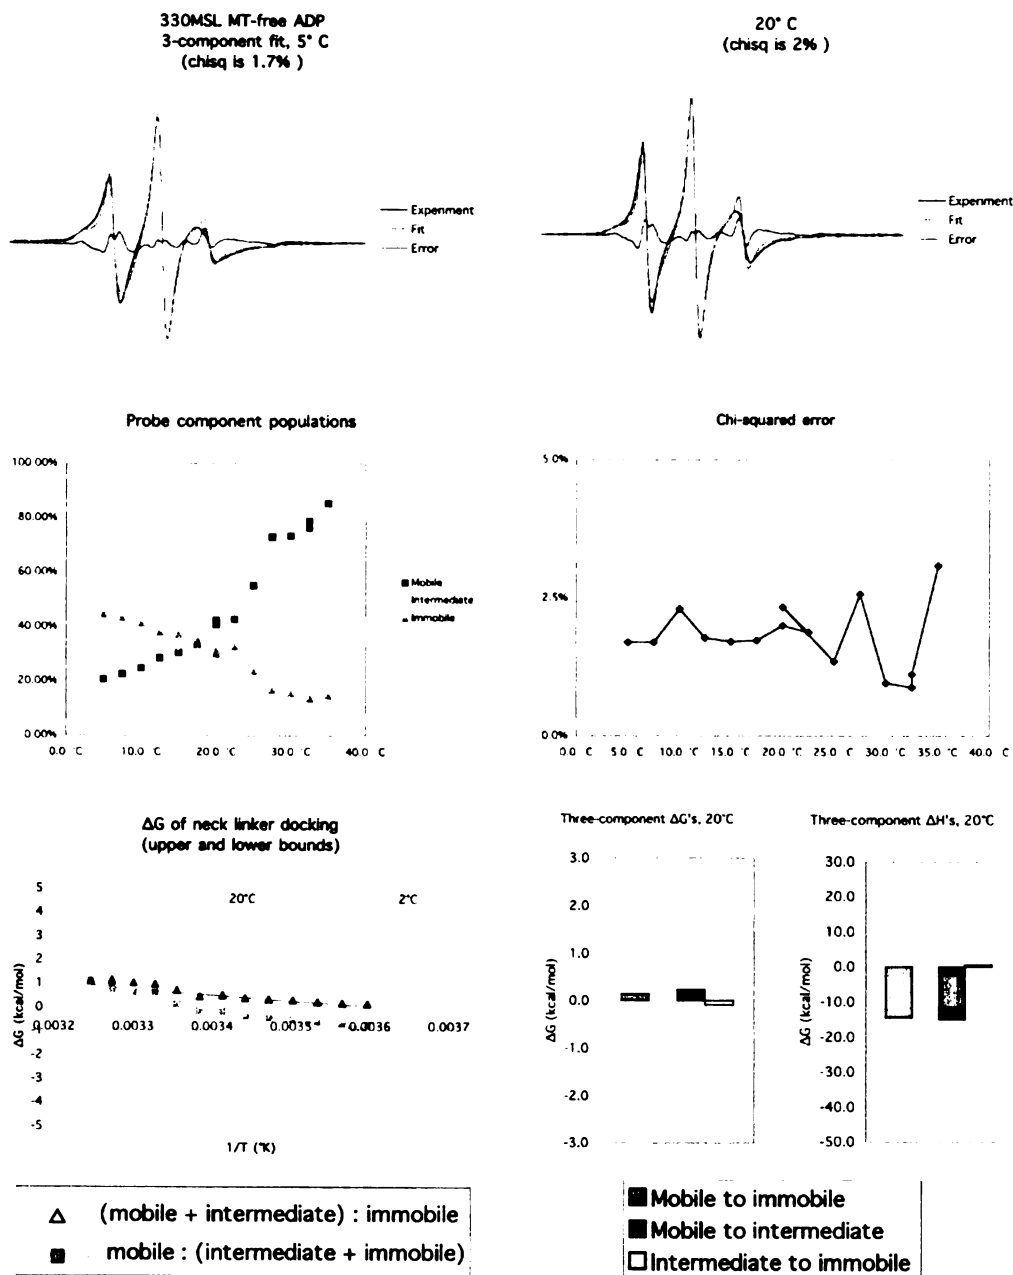 330MSL MT-free ADP
3-component fit, 5° C
(chisq is 1.7% )
20° C
(chisq is 2% )
Experiment
Fit
Error
Experiment
Fit
Error
Probe component populations
100.00%
80.00%
60.00%
40.00%
20.00%
0.00%
0.0 °C
10.0 °C
20.0 °C
30.0 °C
40.0 °C
Mobile
Intermediate
Immobile
Chi-squared error
5.0%
2.5%
0.0%
0.0 °C
5.0 °C
10.0 °C
15.0 °C
20.0 °C
25.0 °C
30.0 °C
35.0 °C
40.0 °C
ΔG of neck linker docking
(upper and lower bounds)
ΔG (kcal/mol)
5
4
3
2
1
0
-1
-2
-3
-4
-5
20°C
2°C
0.0032
0.0033
0.0034
0.0035
0.0036
0.0037
1/T (°K)
Three-component ΔG's, 20°C
ΔG (kcal/mol)
3.0
2.0
1.0
0.0
-1.0
-2.0
-3.0
Three-component ΔH's, 20°C
ΔG (kcal/mol)
30.0
20.0
10.0
0.0
-10.0
-20.0
-30.0
-40.0
-50.0
(mobile + intermediate) : immobile
mobile : (intermediate + immobile)
Mobile to immobile
Mobile to intermediate
Intermediate to immobile